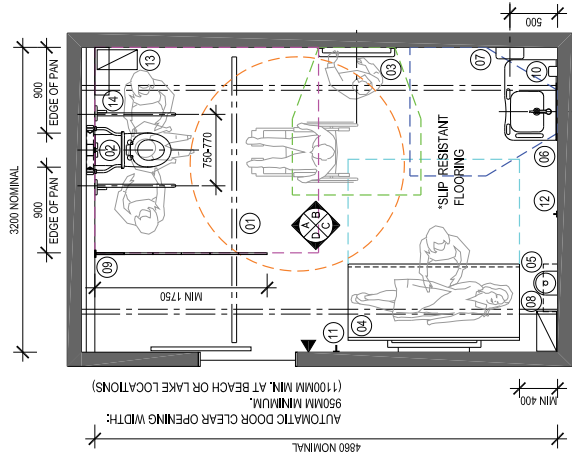 3200 NOMINAL
900
EDGE OF PAN
900
EDGE OF PAN
500
MIN 1750
4860 NOMINAL
MIN 400
750-770
AUTOMATIC DOOR CLEAR OPENING WIDTH:
950MM MINIMUM.
(1100MM MIN. AT BEACH OR LAKE LOCATIONS)
*SLIP RESISTANT
FLOORING
A
B
C
D
01
02
03
04
05
06
07
08
09
10
11
12
13
14